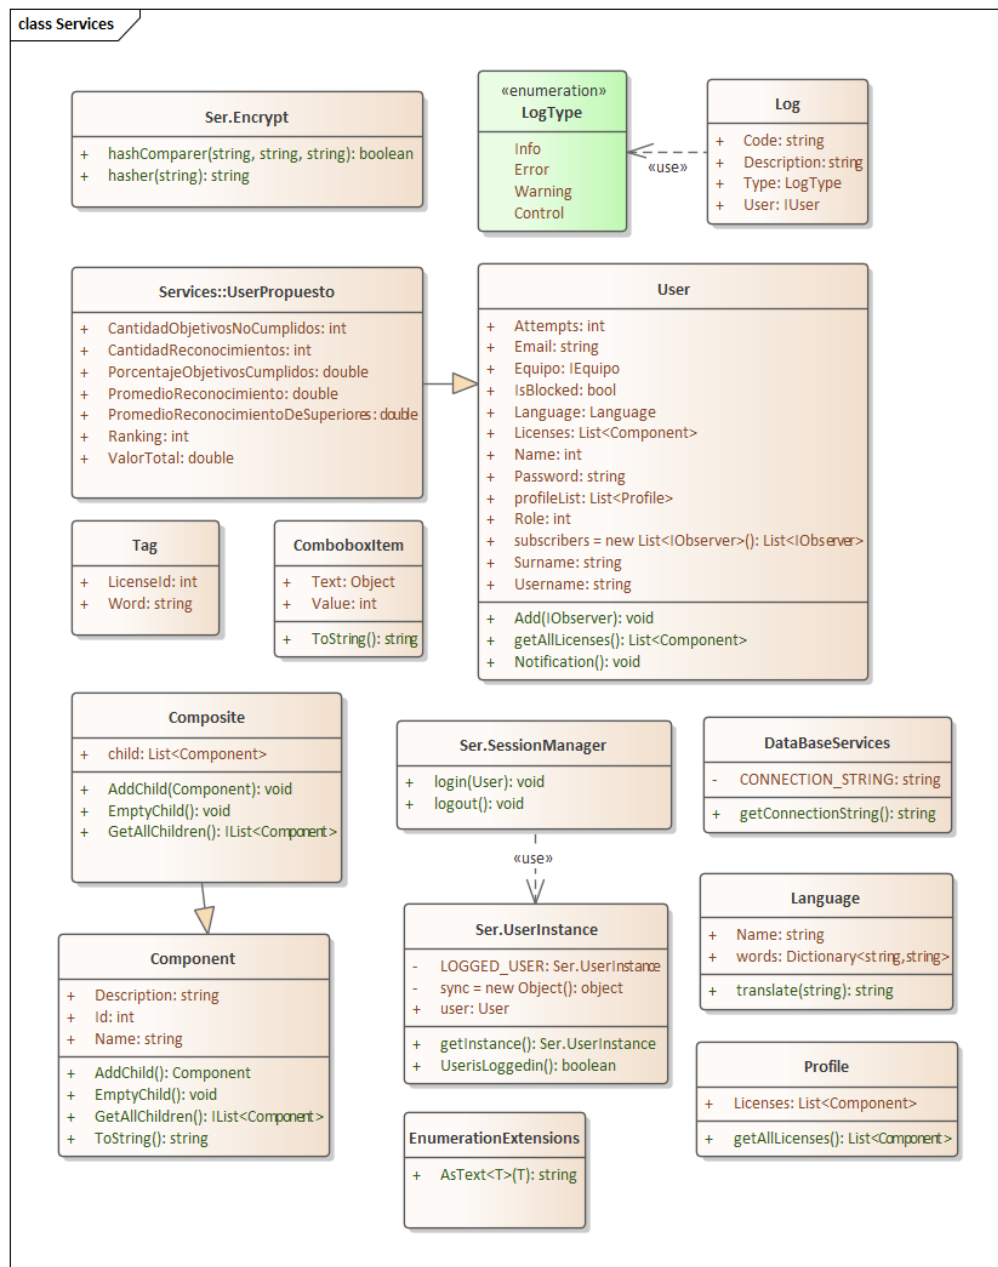 class Services
Ser.Encrypt
+ hashComparer(string, string, string): boolean
+ hasher(string): string
«enumeration»
LogType
Info
Error
Warning
Control
Log
+ Code: string
+ Description: string
+ Type: LogType
+ User: IUser
«use»
Services::UserPropuesto
+ CantidadObjetivosNoCumplidos: int
+ CantidadReconocimientos: int
+ PorcentajeObjetivosCumplidos: double
+ PromedioReconocimiento: double
+ PromedioReconocimientoDeSuperiores: double
+ Ranking: int
+ ValorTotal: double
User
+ Attempts: int
+ Email: string
+ Equipo: IEquipo
+ IsBlocked: bool
+ Language: Language
+ Licenses: List<Component>
+ Name: int
+ Password: string
+ profileList: List<Profile>
+ Role: int
+ subscribers = new List<IObserver>(): List<IObserver>
+ Surname: string
+ Username: string
+ Add(IObserver): void
+ getAllLicenses(): List<Component>
+ Notification(): void
Tag
+ LicenseId: int
+ Word: string
ComboboxItem
+ Text: Object
+ Value: int
+ ToString(): string
Composite
+ child: List<Component>
+ AddChild(Component): void
+ EmptyChild(): void
+ GetAllChildren(): IList<Component>
Ser.SessionManager
+ login(User): void
+ logout(): void
«use»
DataBaseServices
- CONNECTION_STRING: string
+ getConnectionString(): string
Component
+ Description: string
+ Id: int
+ Name: string
+ AddChild(): Component
+ EmptyChild(): void
+ GetAllChildren(): IList<Component>
+ ToString(): string
Ser.UserInstance
- LOGGED_USER: Ser.UserInstance
- sync = new Object(): object
+ user: User
+ getInstance(): Ser.UserInstance
+ UserisLoggedin(): boolean
Language
+ Name: string
+ words: Dictionary<string,string>
+ translate(string): string
Profile
+ Licenses: List<Component>
+ getAllLicenses(): List<Component>
EnumerationExtensions
+ AsText<T>(T): string